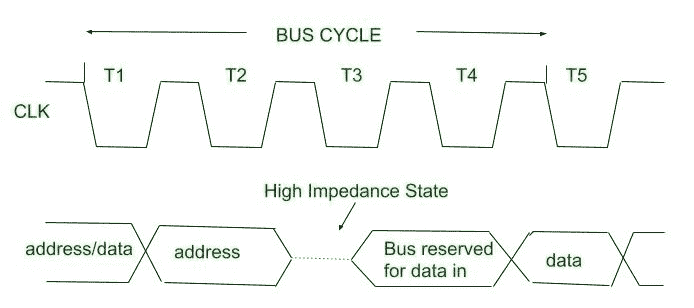 BUS CYCLE
T1 T2 T3 T4 T5
CLK
High Impedance State
address/data address Bus reserved for data in data